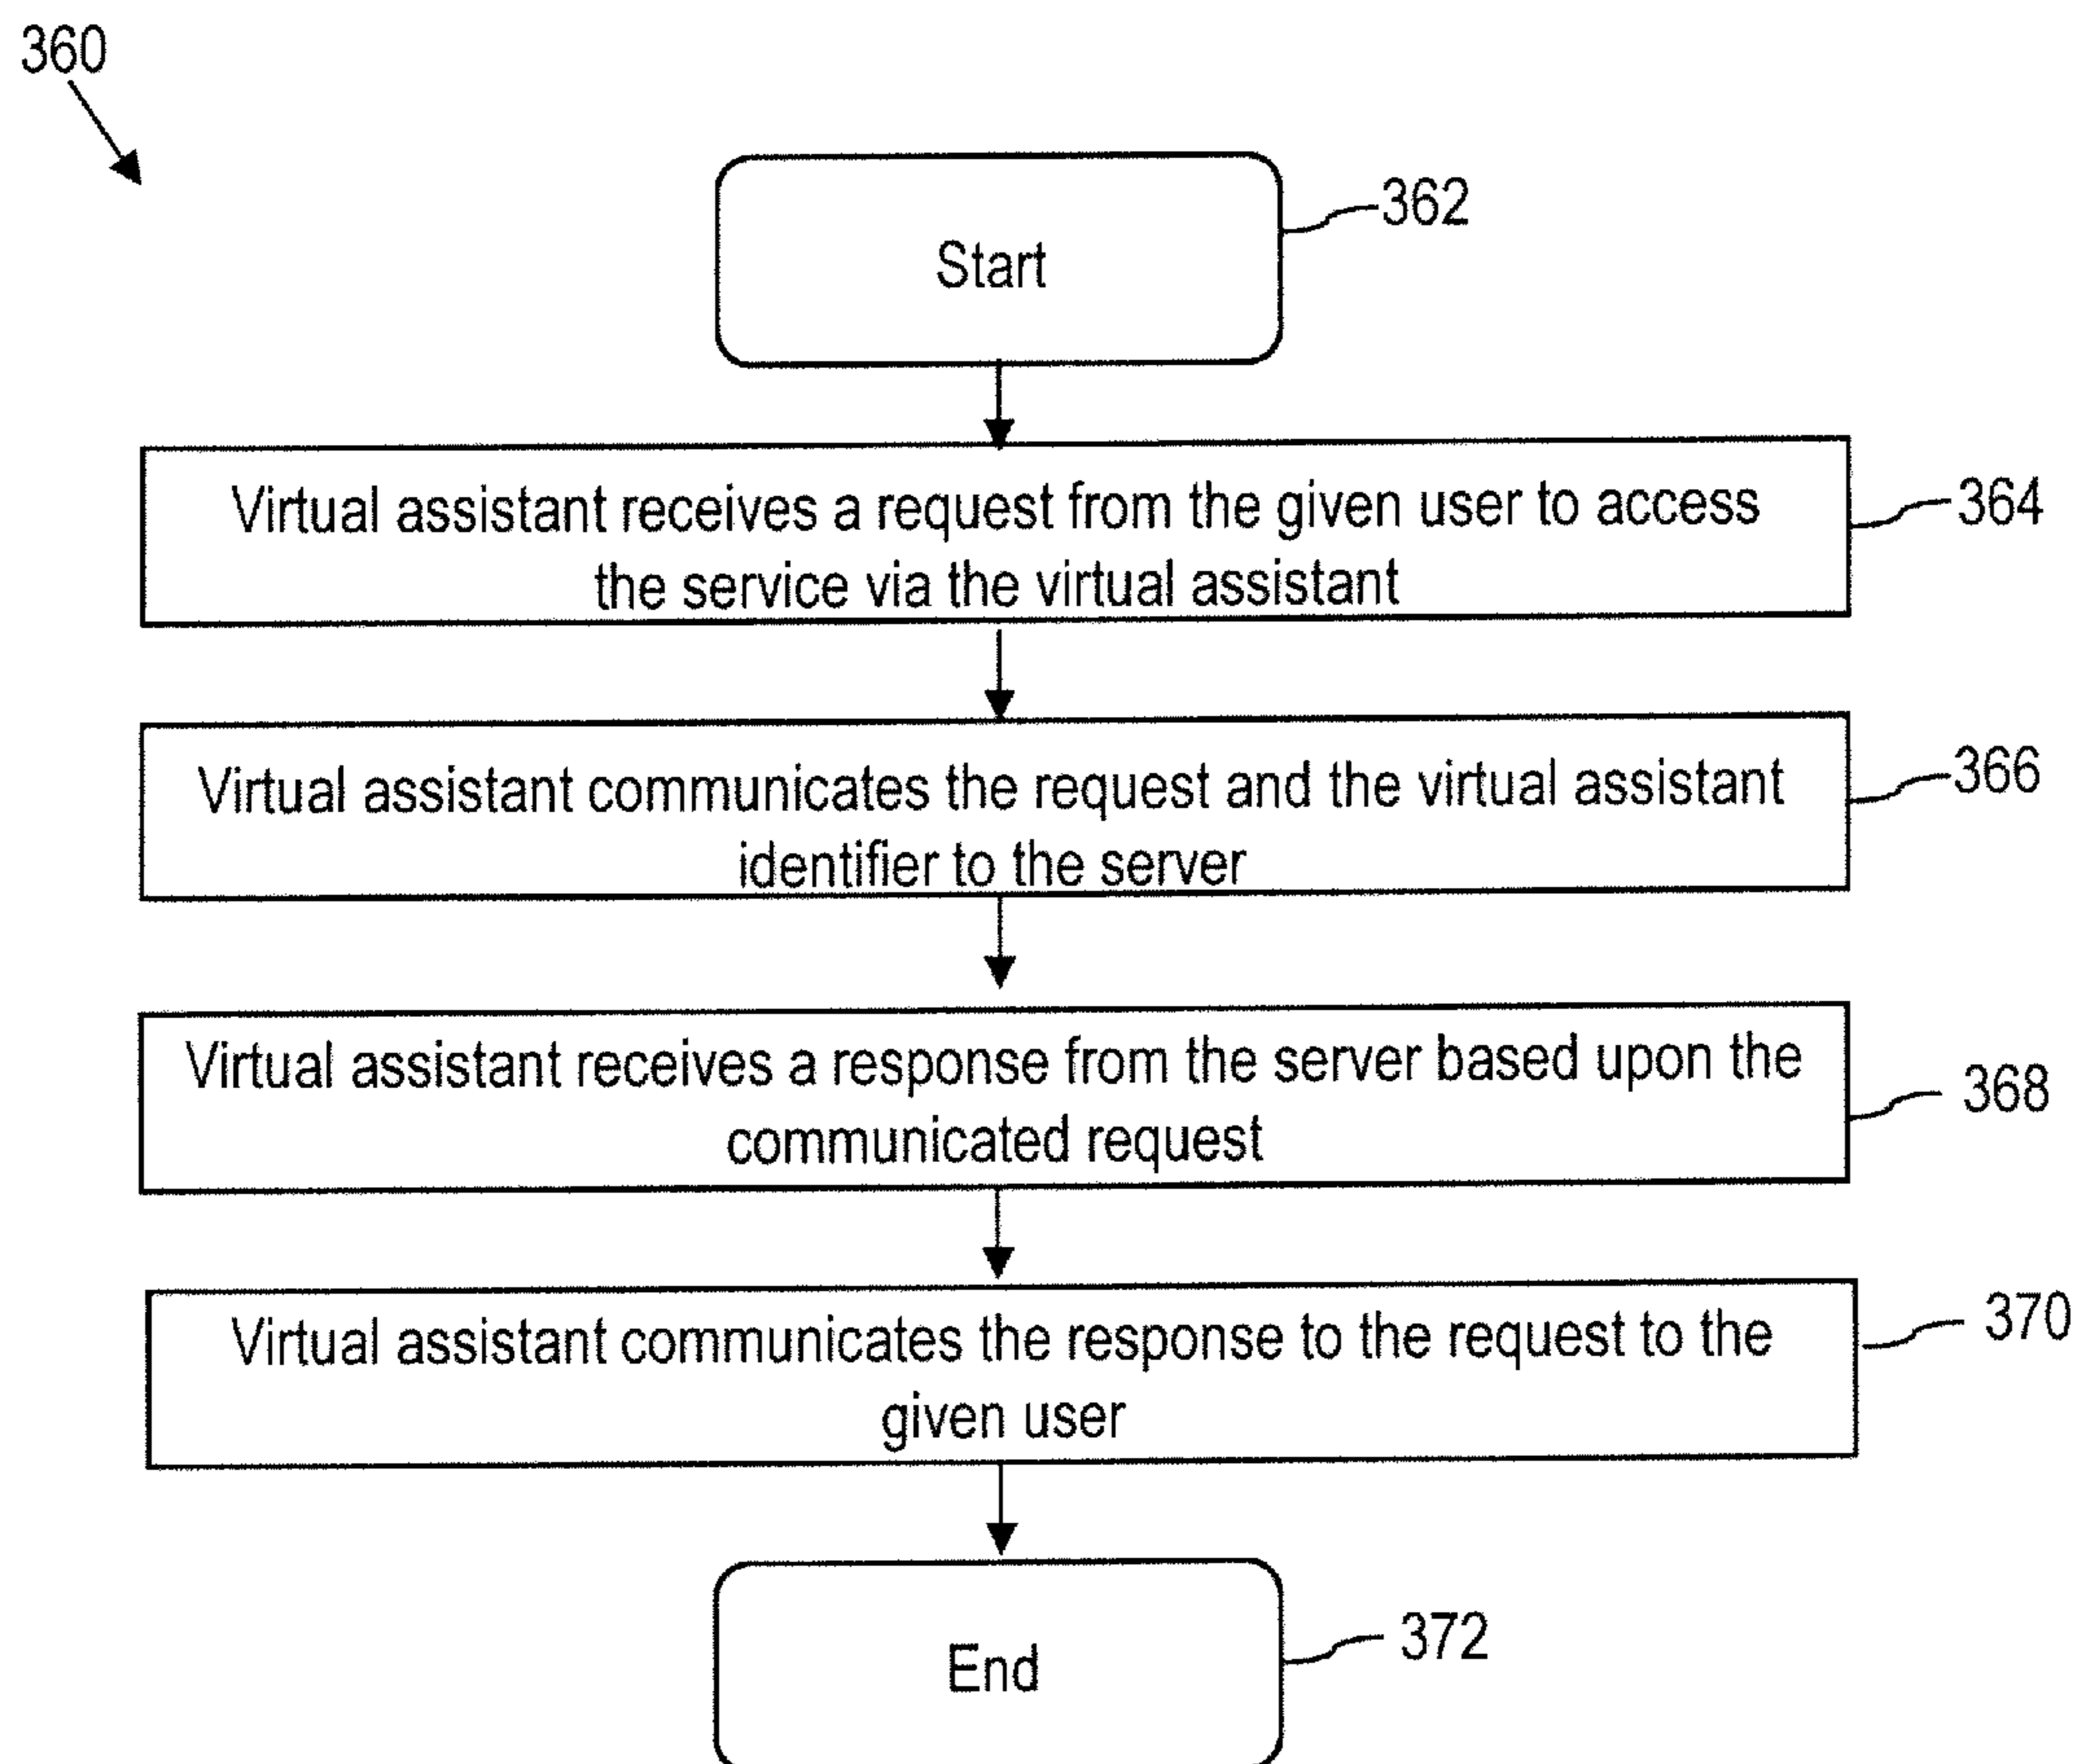 360
362
Start
Virtual assistant receives a request from the given user to access
the service via the virtual assistant
364
Virtual assistant communicates the request and the virtual assistant
identifier to the server
366
Virtual assistant receives a response from the server based upon the
communicated request
368
Virtual assistant communicates the response to the request to the
given user
370
End
372